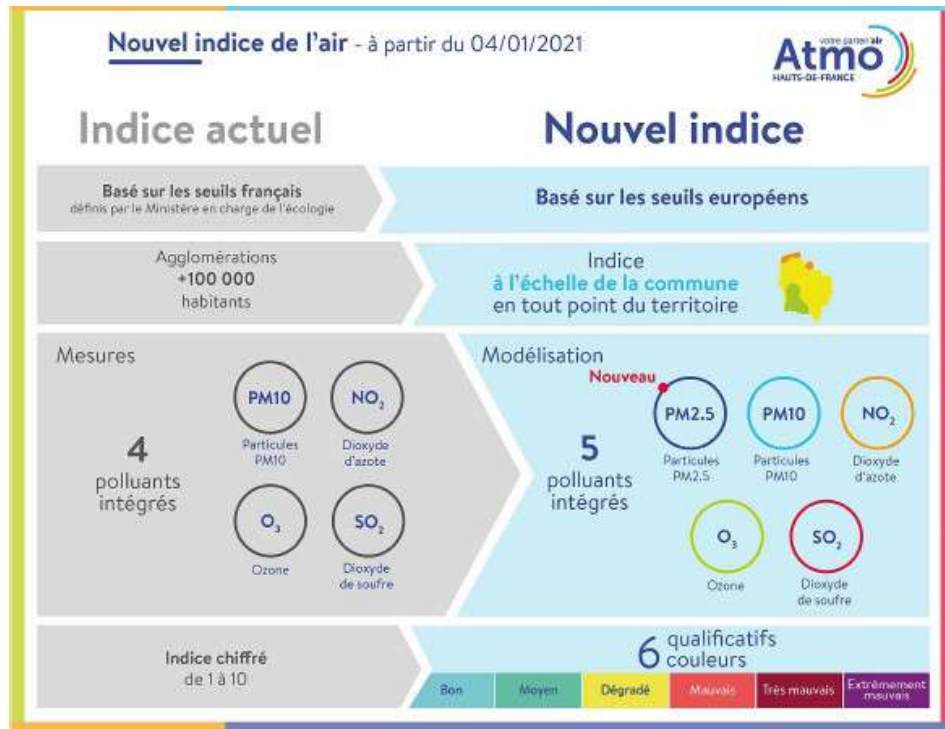 Nouvel indice de l'air - à partir du 04/01/2021
votre parten'air
Atmo
HAUTS-DE-FRANCE
Indice actuel
Nouvel indice
Basé sur les seuils français
définis par le Ministère en charge de l'écologie
Basé sur les seuils européens
Agglomérations
+100 000
habitants
Indice
à l'échelle de la commune
en tout point du territoire
Mesures
4
polluants
intégrés
PM10
Particules
PM10
NO₂
Dioxyde
d'azote
O₃
Ozone
SO₂
Dioxyde
de soufre
Modélisation
Nouveau
5
polluants
intégrés
PM2.5
Particules
PM2.5
PM10
Particules
PM10
NO₂
Dioxyde
d'azote
O₃
Ozone
SO₂
Dioxyde
de soufre
Indice chiffré
de 1 à 10
6 qualificatifs
couleurs
Bon
Moyen
Dégradé
Mauvais
Très mauvais
Extrêmement
mauvais